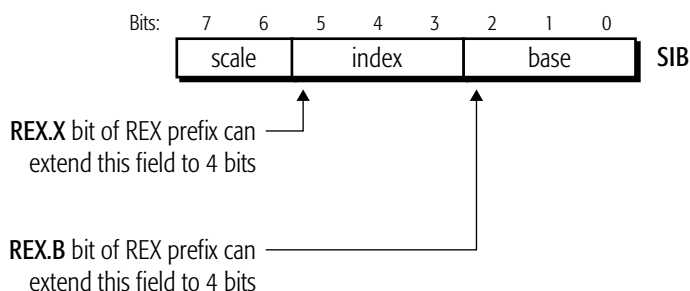 Bits: 7 6 5 4 3 2 1 0
scale index base SIB
REX.X bit of REX prefix can
extend this field to 4 bits
REX.B bit of REX prefix can
extend this field to 4 bits